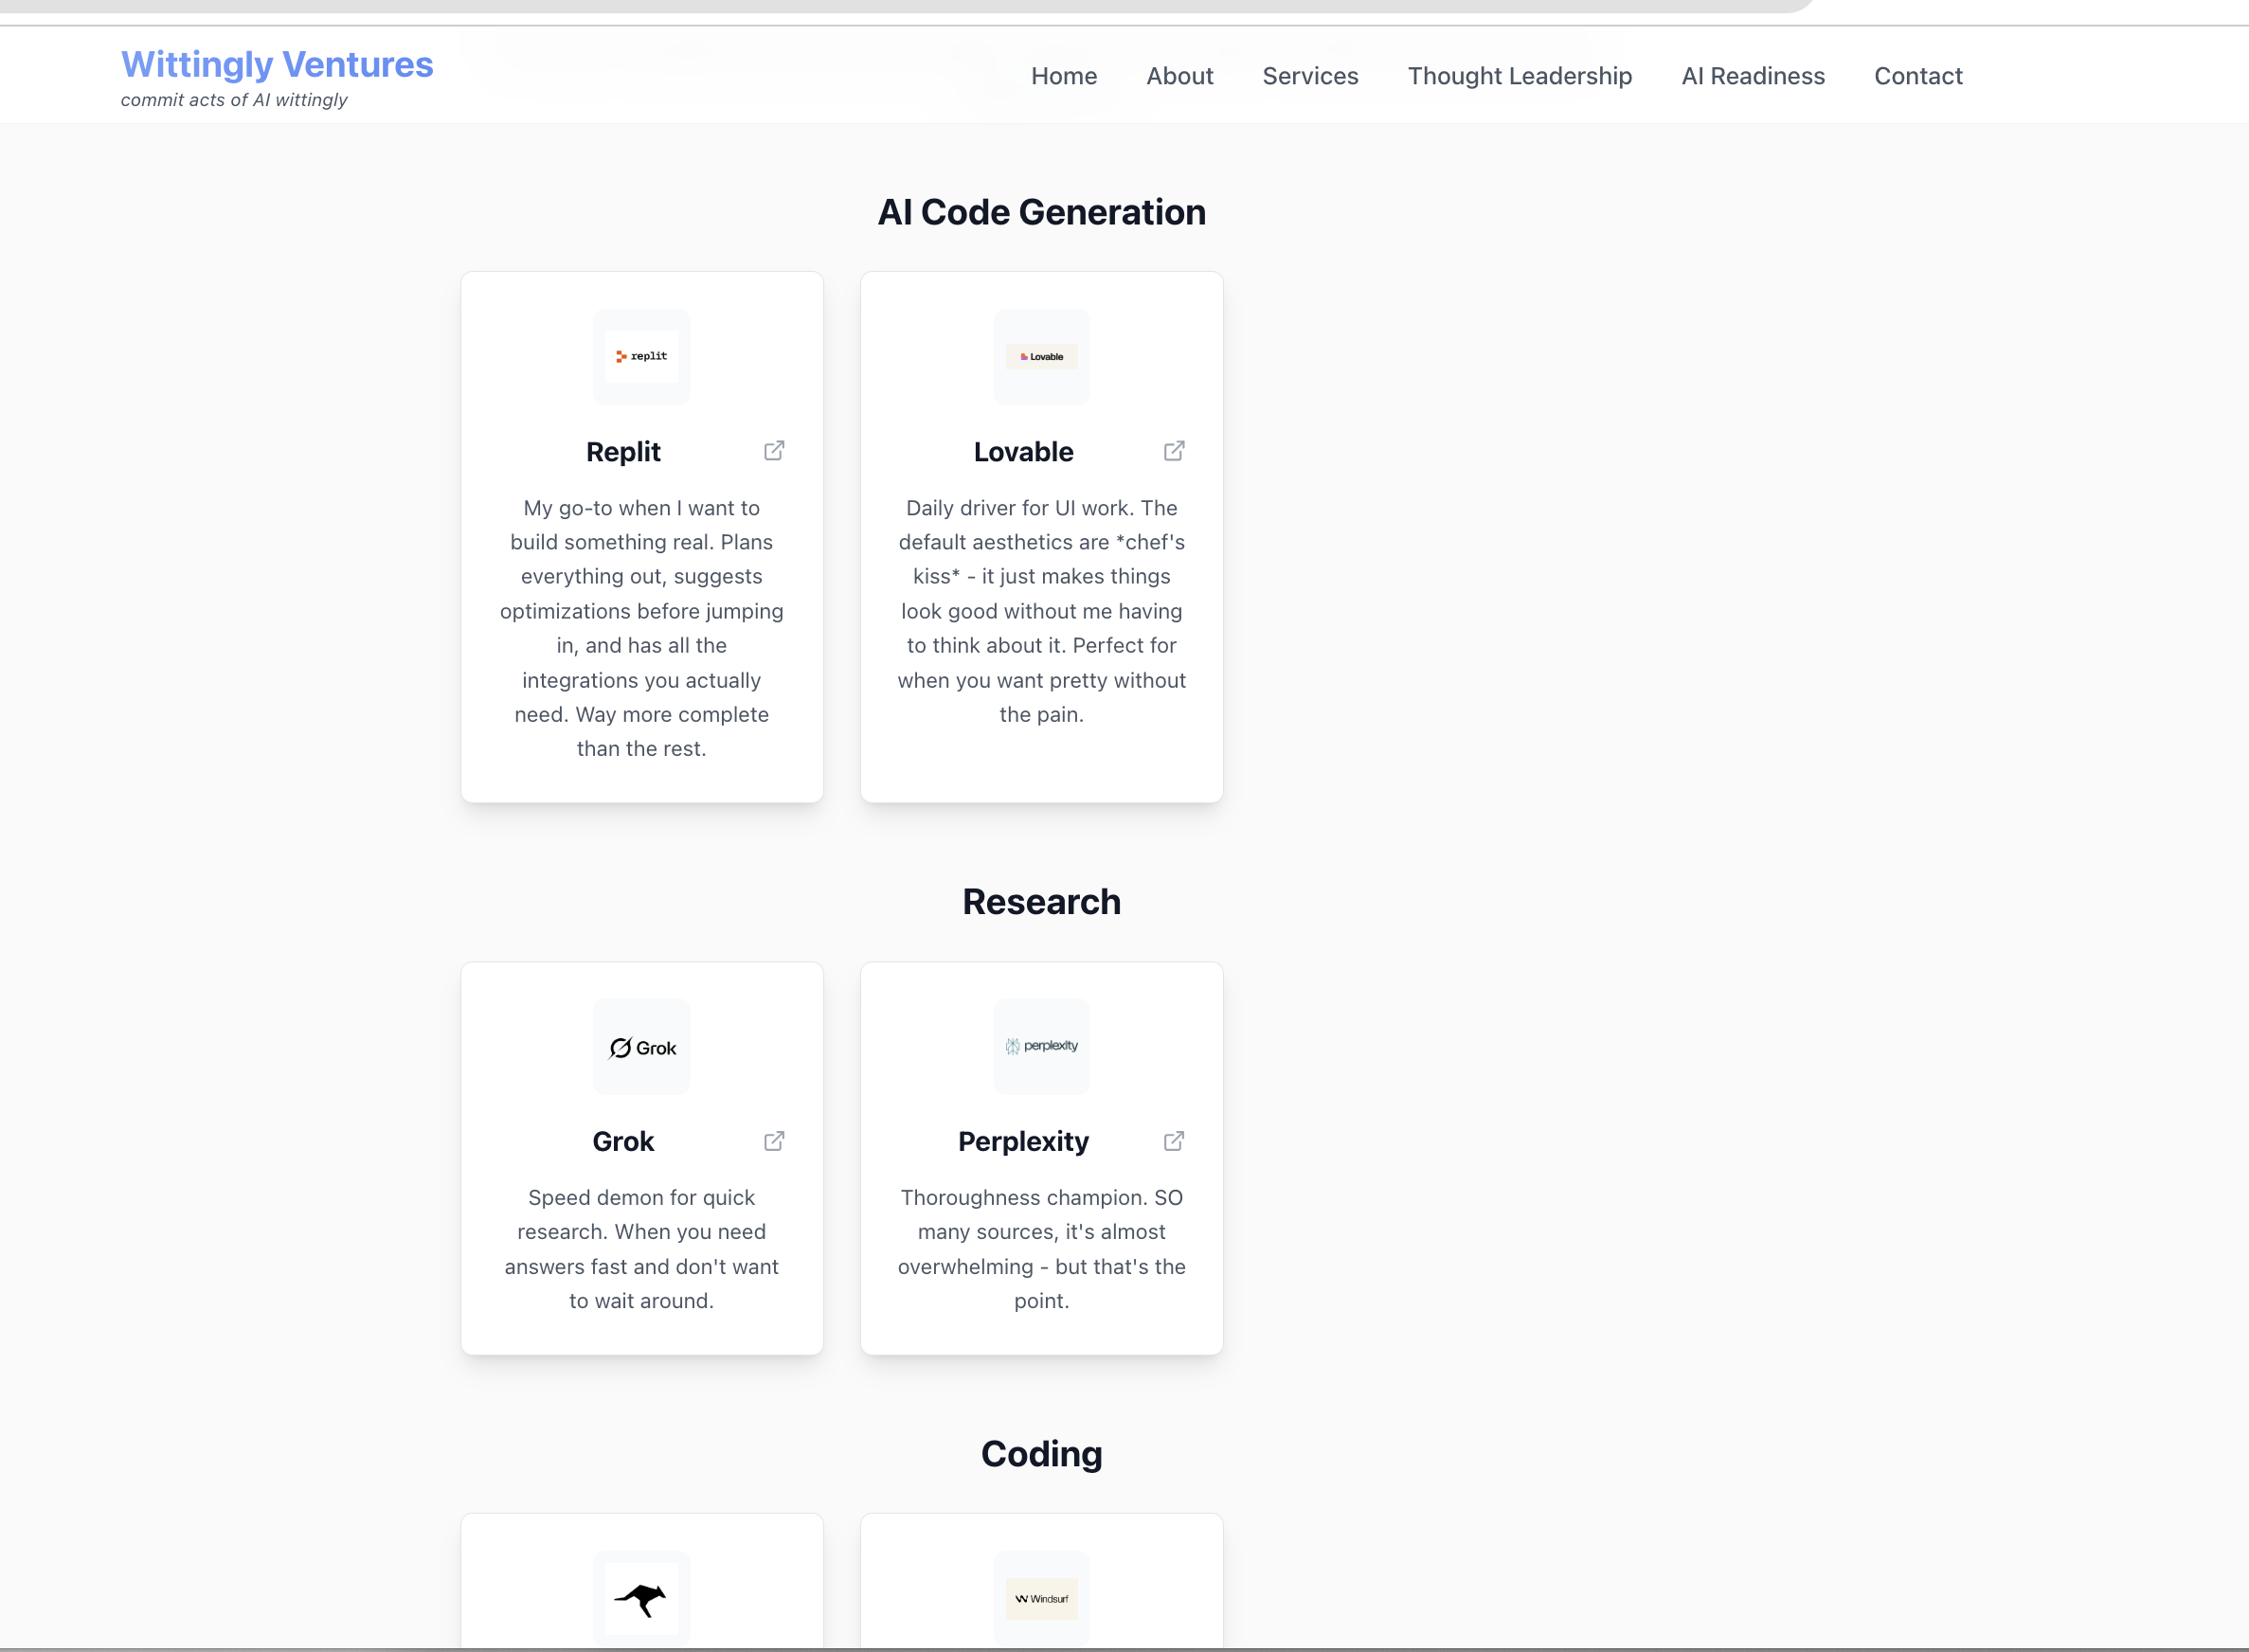 Wittingly Ventures
commit acts of AI wittingly
Home About Services Thought Leadership AI Readiness Contact
AI Code Generation
replit
Replit
My go-to when I want to
build something real. Plans
everything out, suggests
optimizations before jumping
in, and has all the
integrations you actually
need. Way more complete
than the rest.
Lovable
Lovable
Daily driver for UI work. The
default aesthetics are *chef's
kiss* - it just makes things
look good without me having
to think about it. Perfect for
when you want pretty without
the pain.
Research
Grok
Grok
Speed demon for quick
research. When you need
answers fast and don't want
to wait around.
perplexity
Perplexity
Thoroughness champion. SO
many sources, it's almost
overwhelming - but that's the
point.
Coding
Windsurf